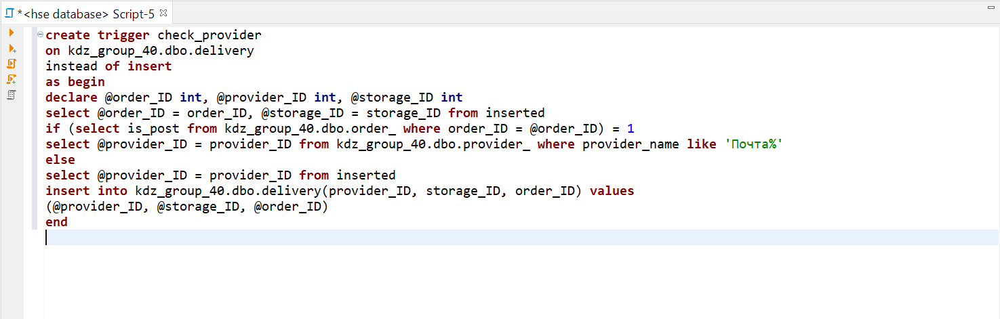 *<hse database> Script-5
create trigger check_provider
on kdz_group_40.dbo.delivery
instead of insert
as begin
declare @order_ID int, @provider_ID int, @storage_ID int
select @order_ID = order_ID, @storage_ID = storage_ID from inserted
if (select is_post from kdz_group_40.dbo.order_ where order_ID = @order_ID) = 1
select @provider_ID = provider_ID from kdz_group_40.dbo.provider_ where provider_name like 'Почта%'
else
select @provider_ID = provider_ID from inserted
insert into kdz_group_40.dbo.delivery(provider_ID, storage_ID, order_ID) values
(@provider_ID, @storage_ID, @order_ID)
end